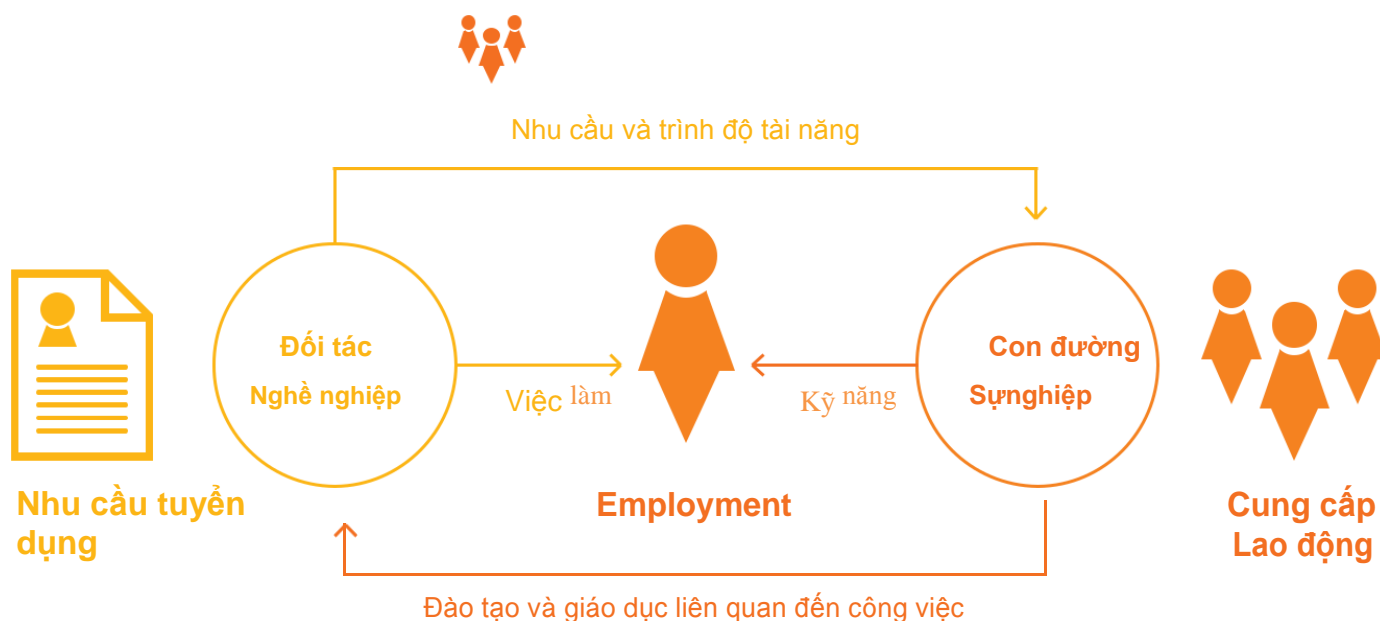 Nhu cầu và trình độ tài năng
Đối tác
Nghề nghiệp
Việc làm
Kỹ năng
Con đường
Sựnghiệp
Nhu cầu tuyển
dụng
Employment
Cung cấp
Lao động
Đào tạo và giáo dục liên quan đến công việc